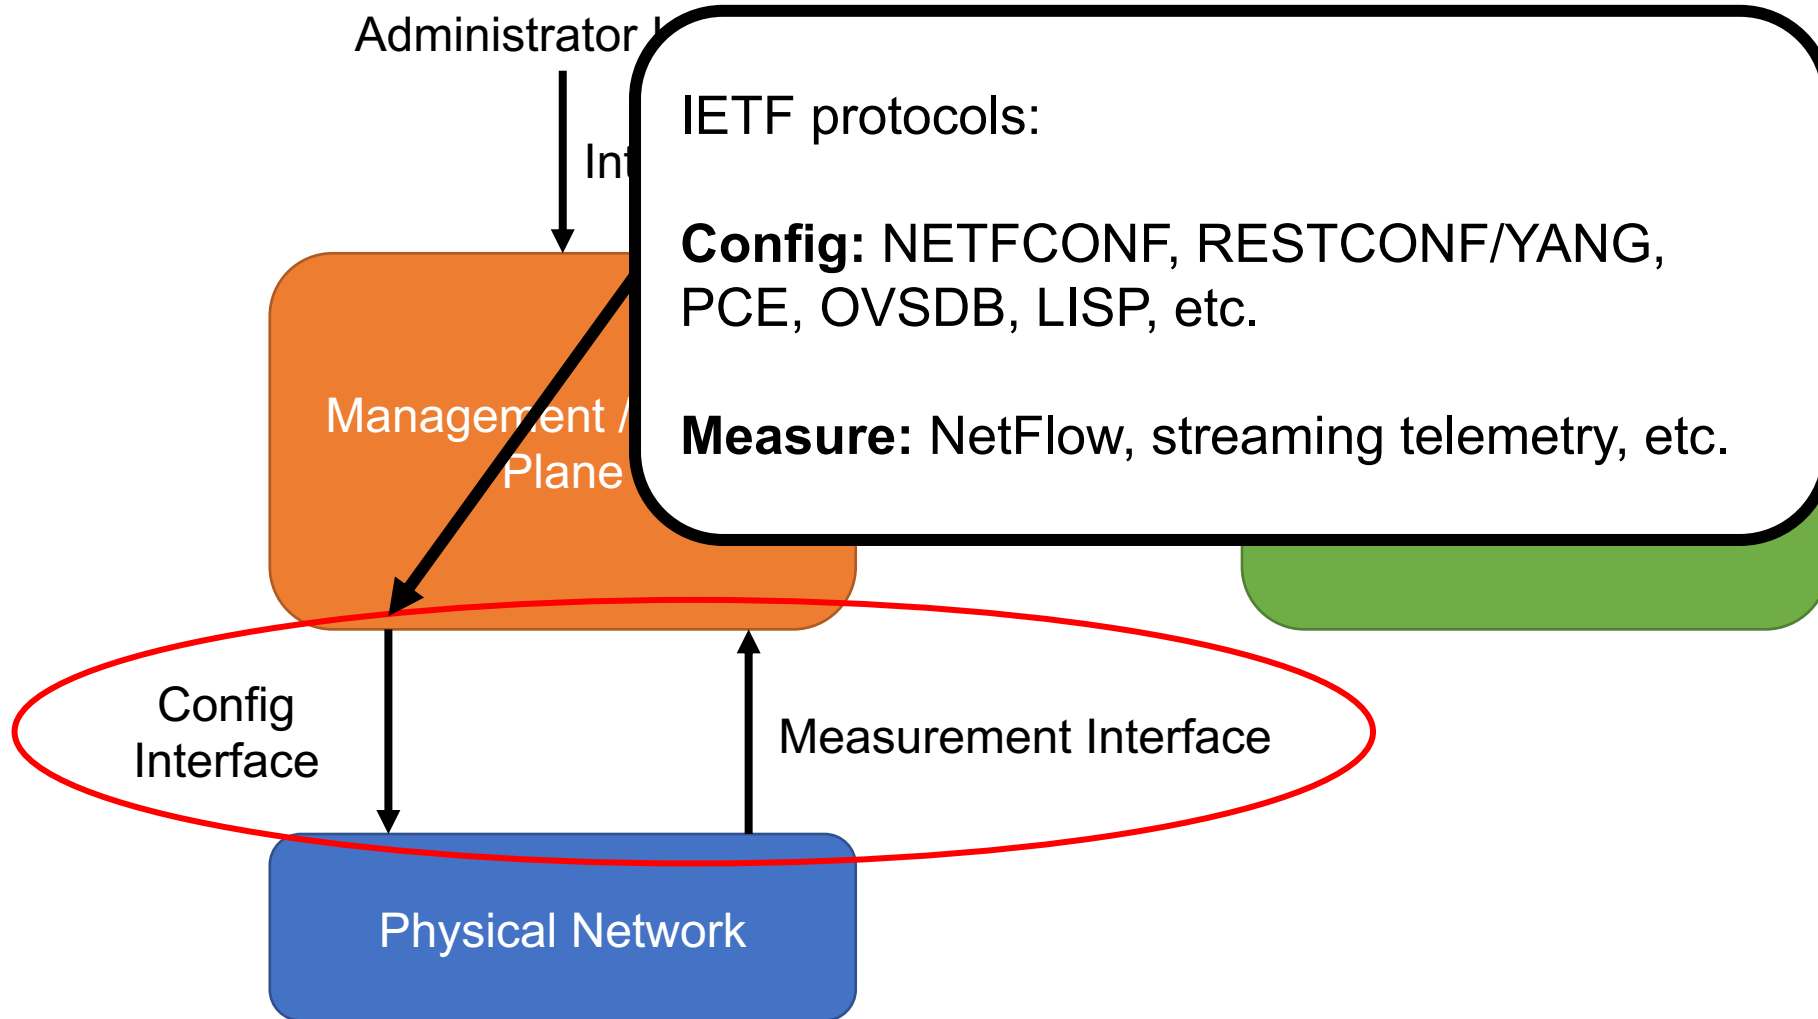 Administrator
IETF protocols:
Config: NETFCONF, RESTCONF/YANG,
PCE, OVSDB, LISP, etc.
Measure: NetFlow, streaming telemetry, etc.
Management /
Plane
Config
Interface
Measurement Interface
Physical Network